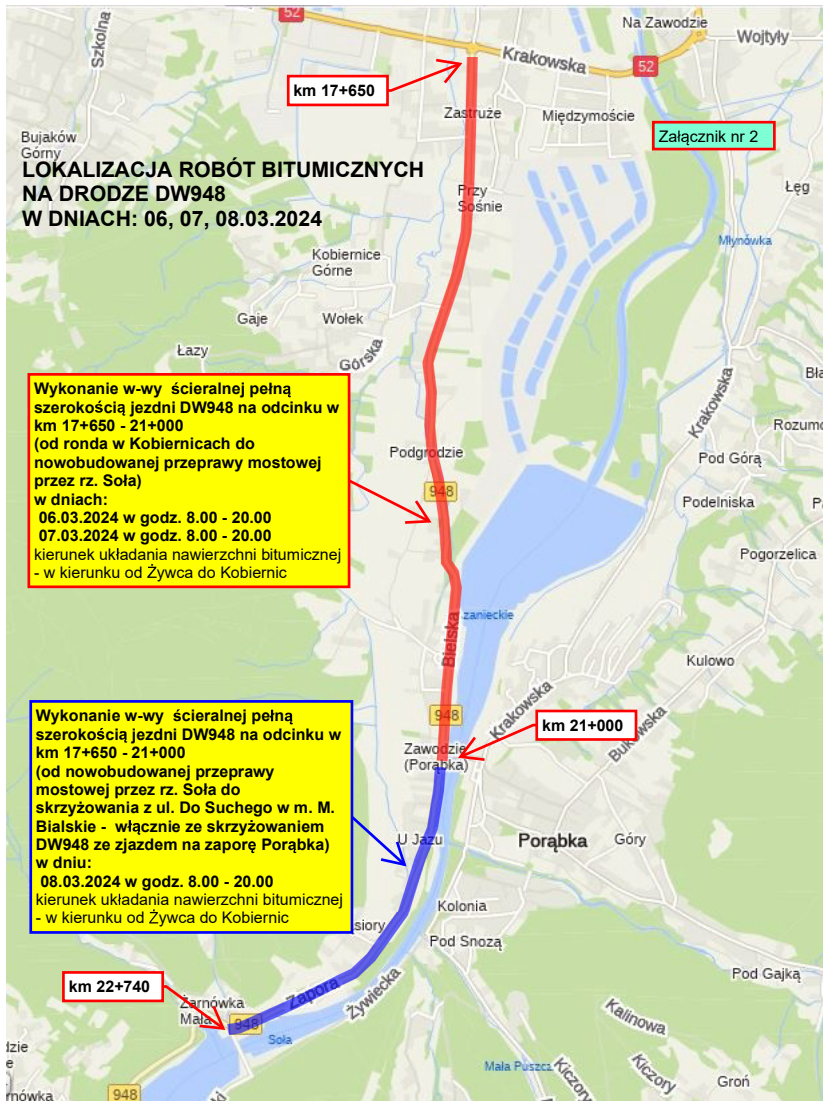 52
Na Zawodzie
Szkolna
Krakowska
Wojtyły
52
km 17+650
Zastruże
Międzymoście
Załącznik nr 2
Bujaków
Górny
LOKALIZACJA ROBÓT BITUMICZNYCH
NA DRODZE DW948
W DNIACH: 06, 07, 08.03.2024
Przy
Sośnie
Łęg
Młynówka
Kobiernice
Górne
Gaje
Wołek
Łazy
Górska
Krakowska
Wykonanie w-wy ścieralnej pełną
szerokością jezdni DW948 na odcinku w
km 17+650 - 21+000
(od ronda w Kobiernicach do
nowobudowanej przeprawy mostowej
przez rz. Soła)
w dniach:
06.03.2024 w godz. 8.00 - 20.00
07.03.2024 w godz. 8.00 - 20.00
kierunek układania nawierzchni bitumicznej
- w kierunku od Żywca do Kobiernic
Bła
Rozumo
Podgrodzie
Pod Górą
948
Podelniska
Pogorzelica
zanieckie
Bielska
Kulowo
Krakowska
Bukowska
948
km 21+000
Zawodzie
(Porąbka)
Wykonanie w-wy ścieralnej pełną
szerokością jezdni DW948 na odcinku w
km 17+650 - 21+000
(od nowobudowanej przeprawy
mostowej przez rz. Soła do
skrzyżowania z ul. Do Suchego w m. M.
Bialskie - włącznie ze skrzyżowaniem
DW948 ze zjazdem na zaporę Porąbka)
w dniu:
08.03.2024 w godz. 8.00 - 20.00
kierunek układania nawierzchni bitumicznej
- w kierunku od Żywca do Kobiernic
U Jazu
Porąbka
Góry
Kolonia
siory
Pod Snozą
Pod Gajką
km 22+740
Żarnówka
Mała
Zapora
Żywiecka
948
Soła
Kalinowa
dzie
e
Mała Puszcz
Kiczory
Kiczory
Groń
rnówka
948